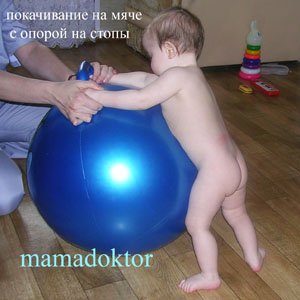 покачивание на мяче
с опорой на стопы
mamadoktor